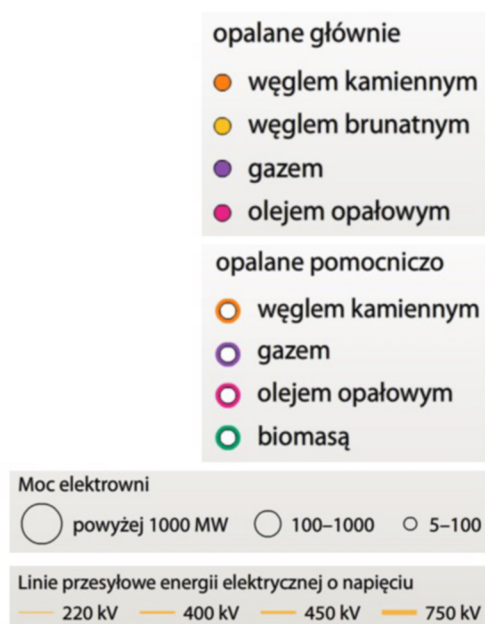 opalane głównie
węglem kamiennym
węglem brunatnym
gazem
olejem opałowym
opalane pomocniczo
węglem kamiennym
gazem
olejem opałowym
biomasą
Moc elektrowni
powyżej 1000 MW 100–1000 5–100
Linie przesyłowe energii elektrycznej o napięciu
220 kV 400 kV 450 kV 750 kV